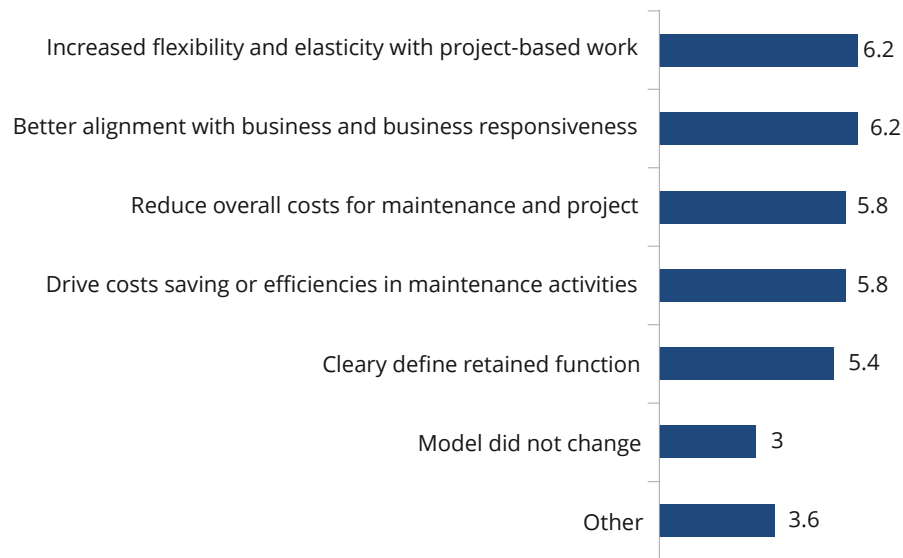 Increased flexibility and elasticity with project-based work 6.2
Better alignment with business and business responsiveness 6.2
Reduce overall costs for maintenance and project 5.8
Drive costs saving or efficiencies in maintenance activities 5.8
Cleary define retained function 5.4
Model did not change 3
Other 3.6